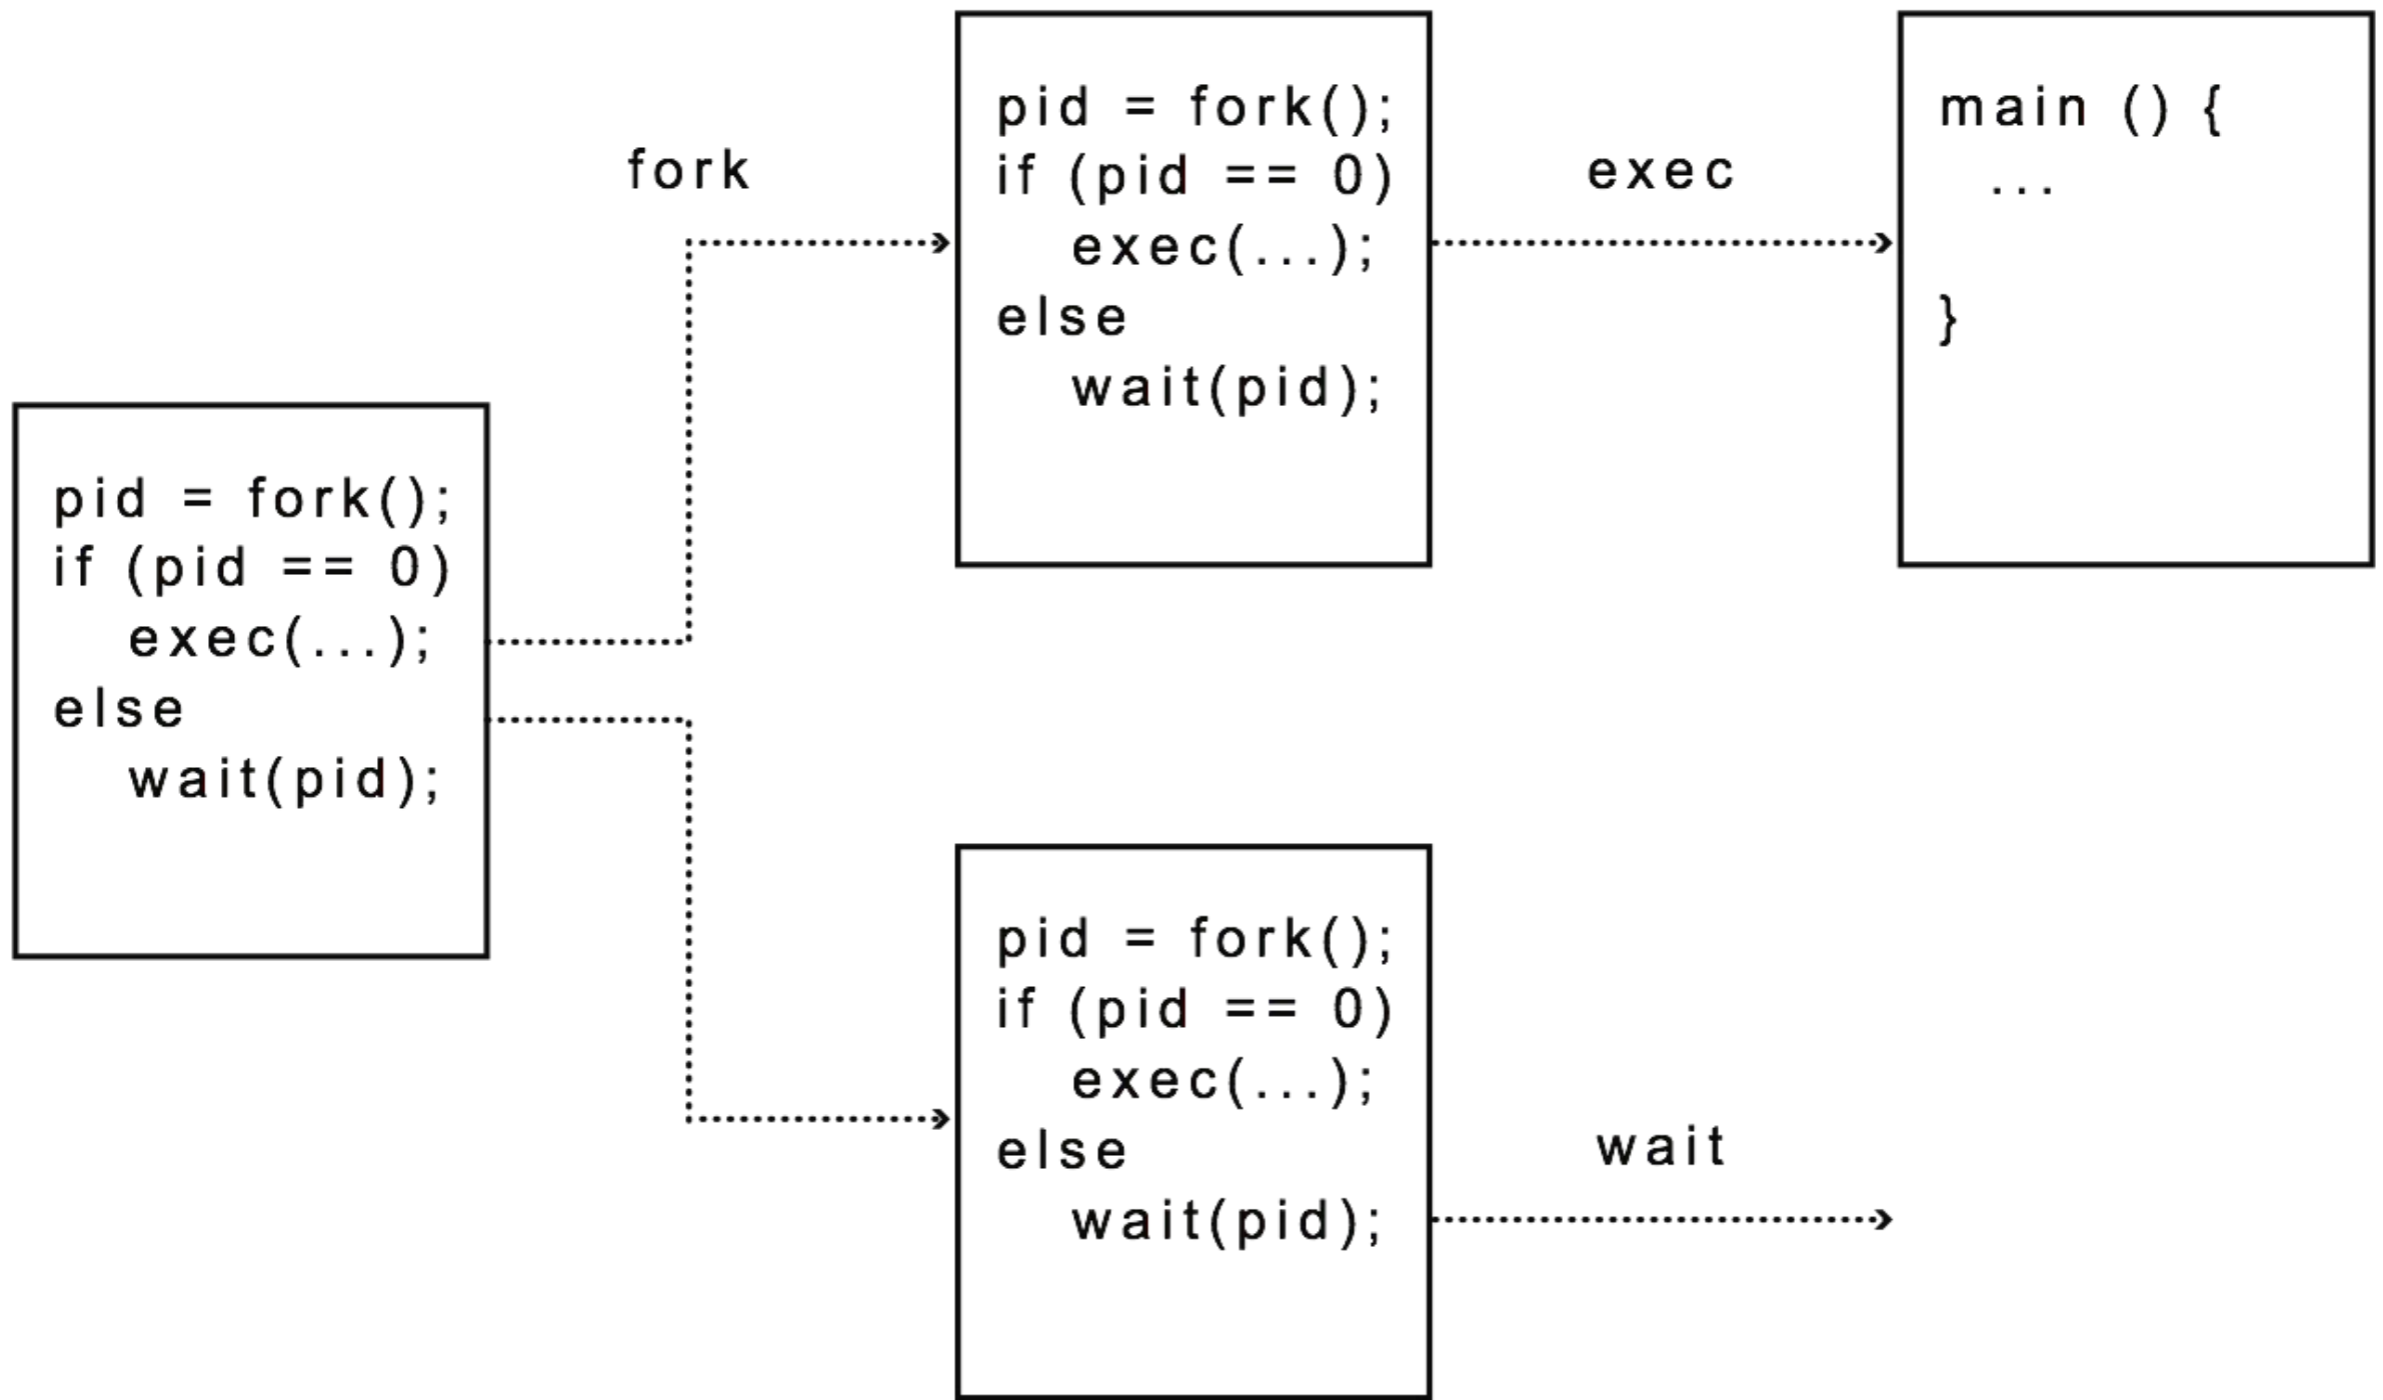 pid = fork();
if (pid == 0)
exec(...);
else
wait(pid);
fork
pid = fork();
if (pid == 0)
exec(...);
else
wait(pid);
exec
main () {
...
}
pid = fork();
if (pid == 0)
exec(...);
else
wait(pid);
wait